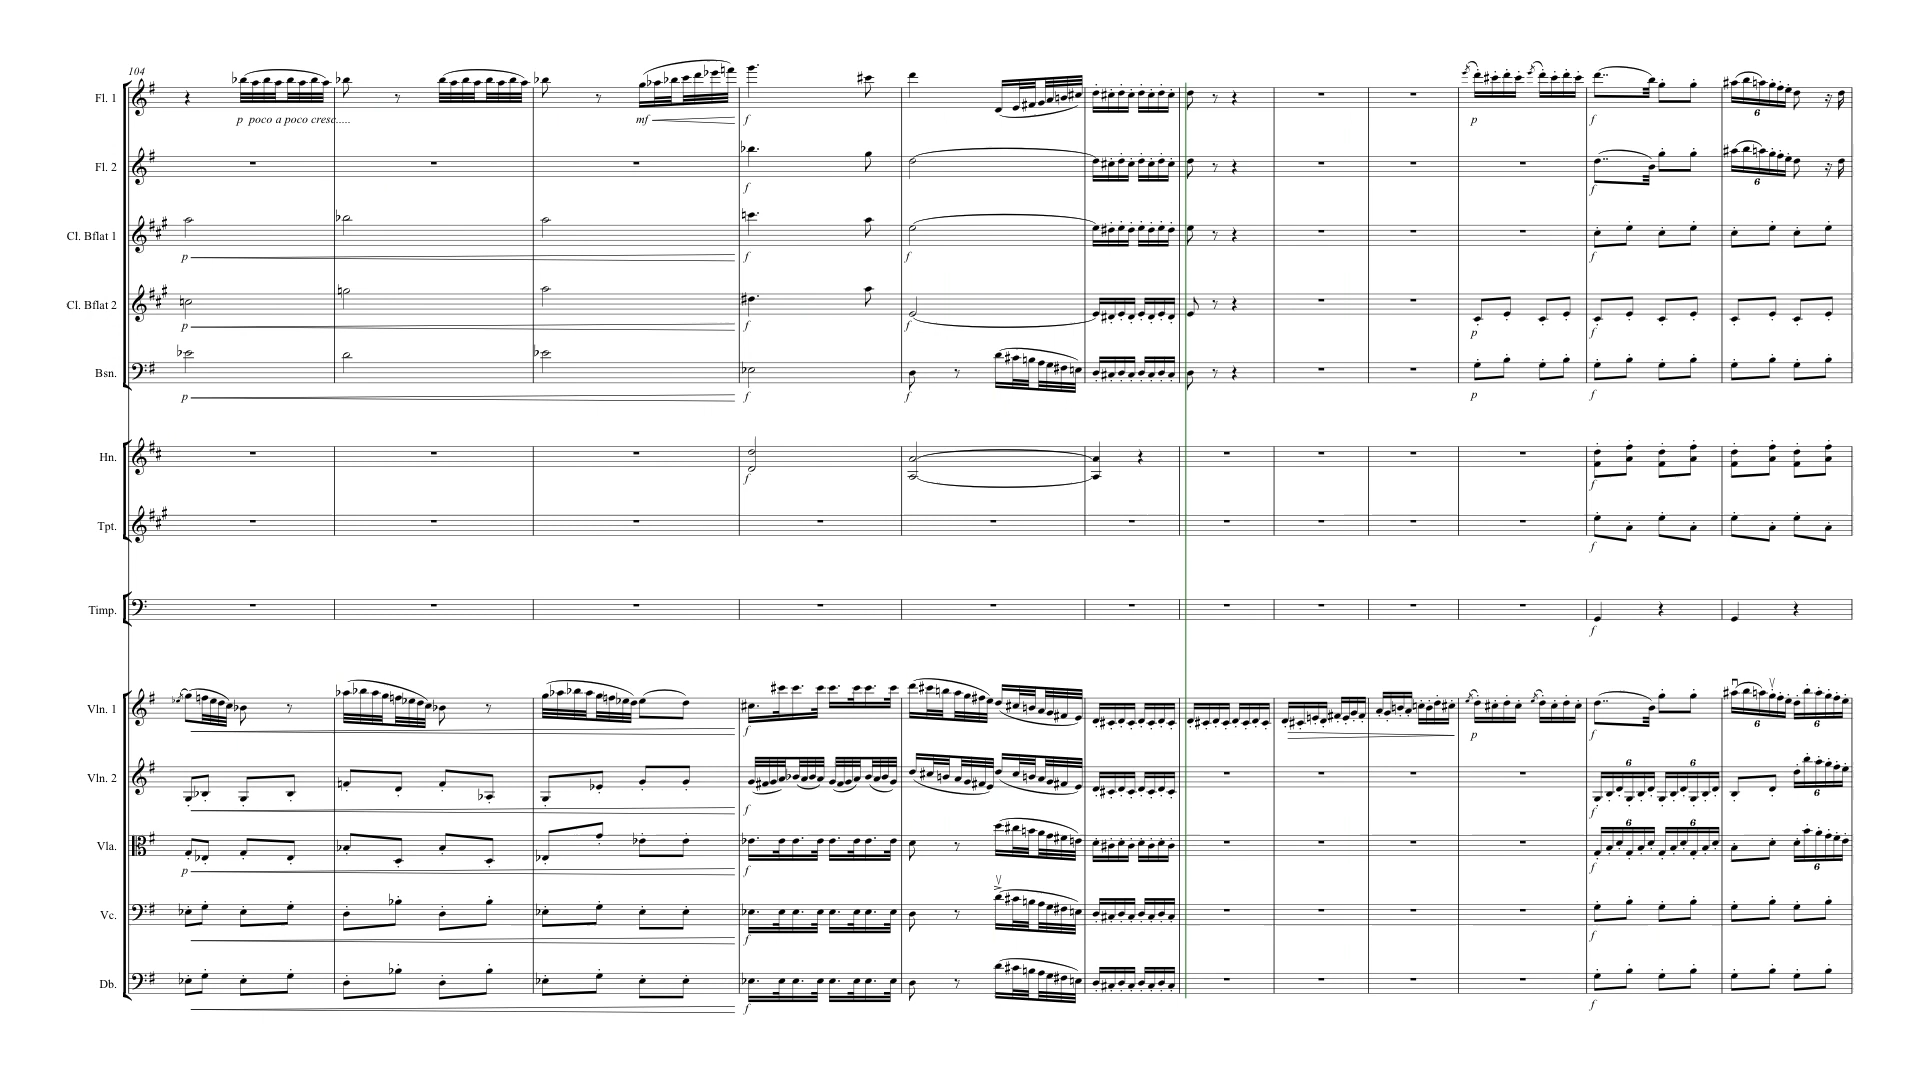 104
Fl. 1
p poco a poco cresc.....
mf
f
p
f
6
Fl. 2
f
f
6
Cl. Bflat 1
p
f
f
f
Cl. Bflat 2
p
f
f
p
f
Bsn.
p
f
f
p
f
Hn.
f
f
Tpt.
f
Timp.
f
Vln. 1
f
p
f
6
6
Vln. 2
f
6
6
f
6
Vla.
p
f
6
6
f
6
Vc.
f
f
Db.
f
f